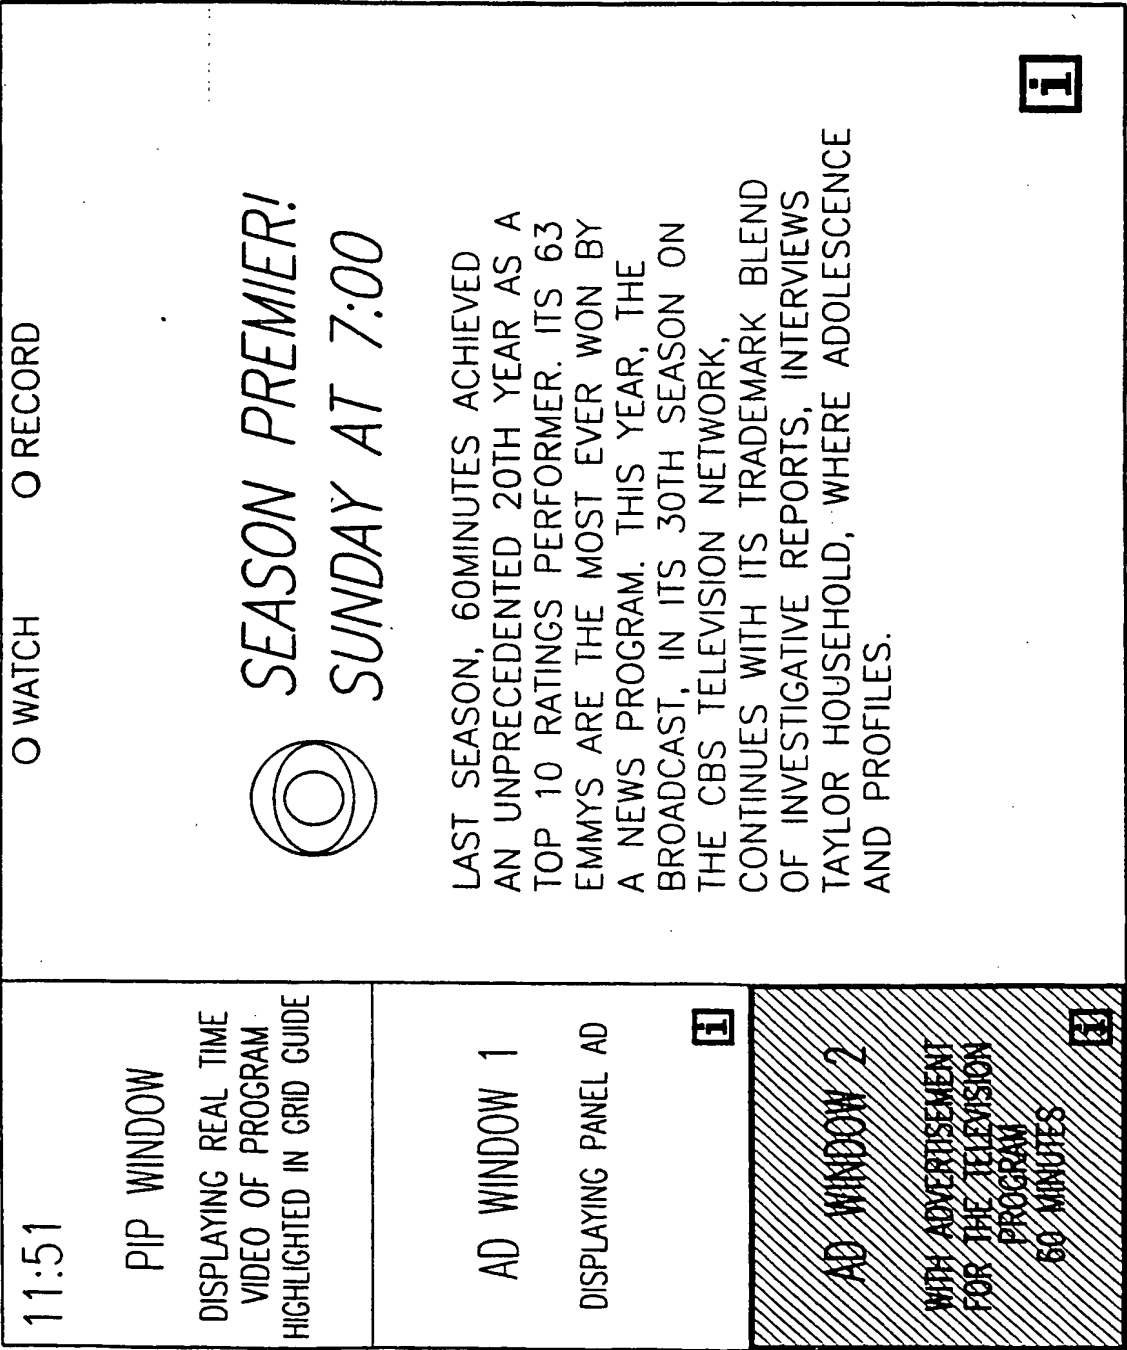 11:51
O WATCH
O RECORD
PIP WINDOW
DISPLAYING REAL TIME
VIDEO OF PROGRAM
HIGHLIGHTED IN GRID GUIDE
AD WINDOW 1
DISPLAYING PANEL AD
i
AD WINDOW 2
WITH ADVERTISEMENT
FOR THE TELEVISION
PROGRAM
60 MINUTES
i
SEASON PREMIER!
SUNDAY AT 7:00
LAST SEASON, 60MINUTES ACHIEVED
AN UNPRECEDENTED 20TH YEAR AS A
TOP 10 RATINGS PERFORMER. ITS 63
EMMYS ARE THE MOST EVER WON BY
A NEWS PROGRAM. THIS YEAR, THE
BROADCAST, IN ITS 30TH SEASON ON
THE CBS TELEVISION NETWORK,
CONTINUES WITH ITS TRADEMARK BLEND
OF INVESTIGATIVE REPORTS, INTERVIEWS
TAYLOR HOUSEHOLD, WHERE ADOLESCENCE
AND PROFILES.
i